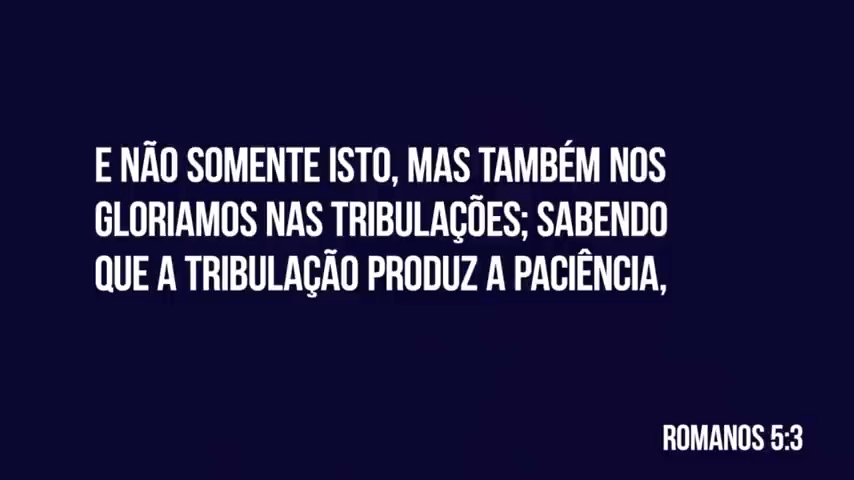 E NÃO SOMENTE ISTO, MAS TAMBÉM NOS
GLORIAMOS NAS TRIBULAÇÕES; SABENDO
QUE A TRIBULAÇÃO PRODUZ A PACIÊNCIA,
ROMANOS 5:3